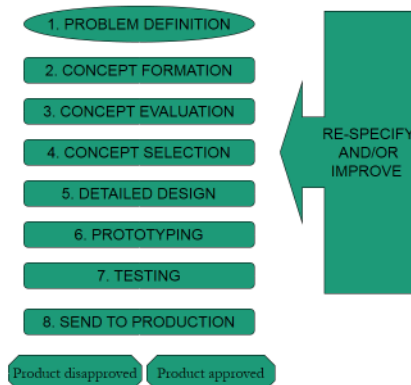 1. PROBLEM DEFINITION
2. CONCEPT FORMATION
3. CONCEPT EVALUATION
4. CONCEPT SELECTION
5. DETAILED DESIGN
6. PROTOTYPING
7. TESTING
8. SEND TO PRODUCTION
Product disapproved
Product approved
RE-SPECIFY
AND/OR
IMPROVE